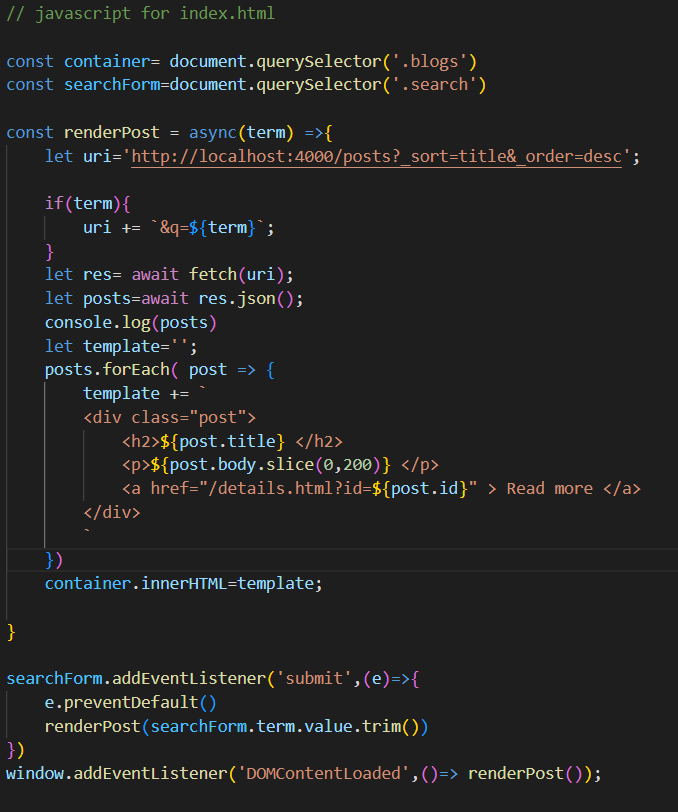 // javascript for index.html
const container= document.querySelector('.blogs')
const searchForm=document.querySelector('.search')
const renderPost = async(term) =>{
let uri='http://localhost:4000/posts?_sort=title&_order=desc';
if(term){
uri += `&q=${term}`;
}
let res= await fetch(uri);
let posts=await res.json();
console.log(posts)
let template='';
posts.forEach( post => {
template += `
<div class="post">
<h2>${post.title} </h2>
<p>${post.body.slice(0,200)} </p>
<a href="/details.html?id=${post.id}" > Read more </a>
</div>
`
})
container.innerHTML=template;
}
searchForm.addEventListener('submit',(e)=>{
e.preventDefault()
renderPost(searchForm.term.value.trim())
})
window.addEventListener('DOMContentLoaded',()=> renderPost());